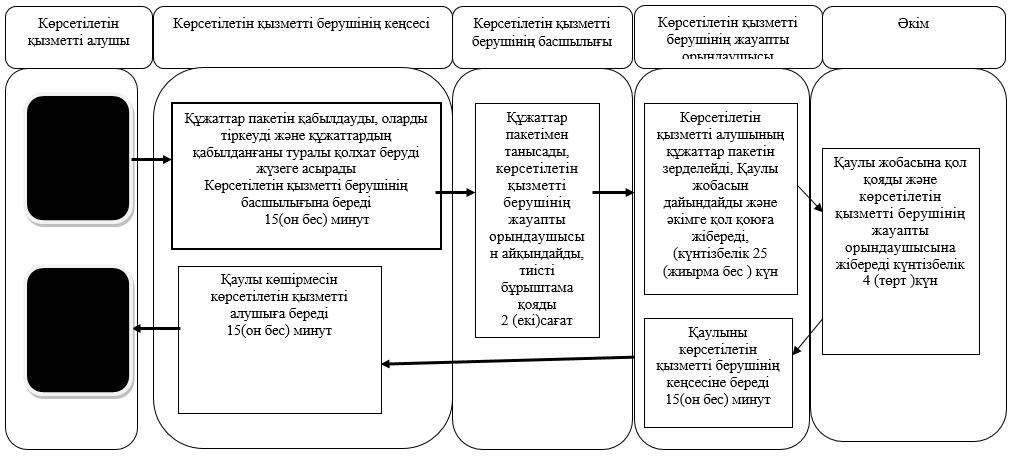 Көрсетілетін
қызметті алушы
Көрсетілетін қызметті берушінің кеңсесі
Көрсетілетін қызметті
берушінің басшылығы
Көрсетілетін қызметті
берушінің жауапты
орындаушысы
Әкім
Құжаттар пакетін қабылдауды, оларды
тіркеуді және құжаттардың
қабылданғаны туралы қолхат беруді
жүзеге асырады
Көрсетілетін қызметті берушінің
басшылығына береді
15(он бес) минут
Құжаттар
пакетімен
танысады,
көрсетілетін
қызметті
берушінің
жауапты
орындаушысы
н айқындайды,
тиісті
бұрыштама
қояды
2 (екі)сағат
Көрсетілетін
қызметті алушының
құжаттар пакетін
зерделейді, Қаулы
жобасын
дайындайды және
әкімге қол қоюға
жібереді,
(күнтізбелік 25
(жиырма бес ) күн
Қаулы жобасына қол
қояды және
көрсетілетін
қызметті берушінің
жауапты
орындаушысына
жібереді күнтізбелік
4 (төрт )күн
Қаулыны
көрсетілетін
қызметті берушінің
кеңсесіне береді
15(он бес) минут
Қаулы көшірмесін
көрсетілетін қызметті
алушыға береді
15(он бес) минут